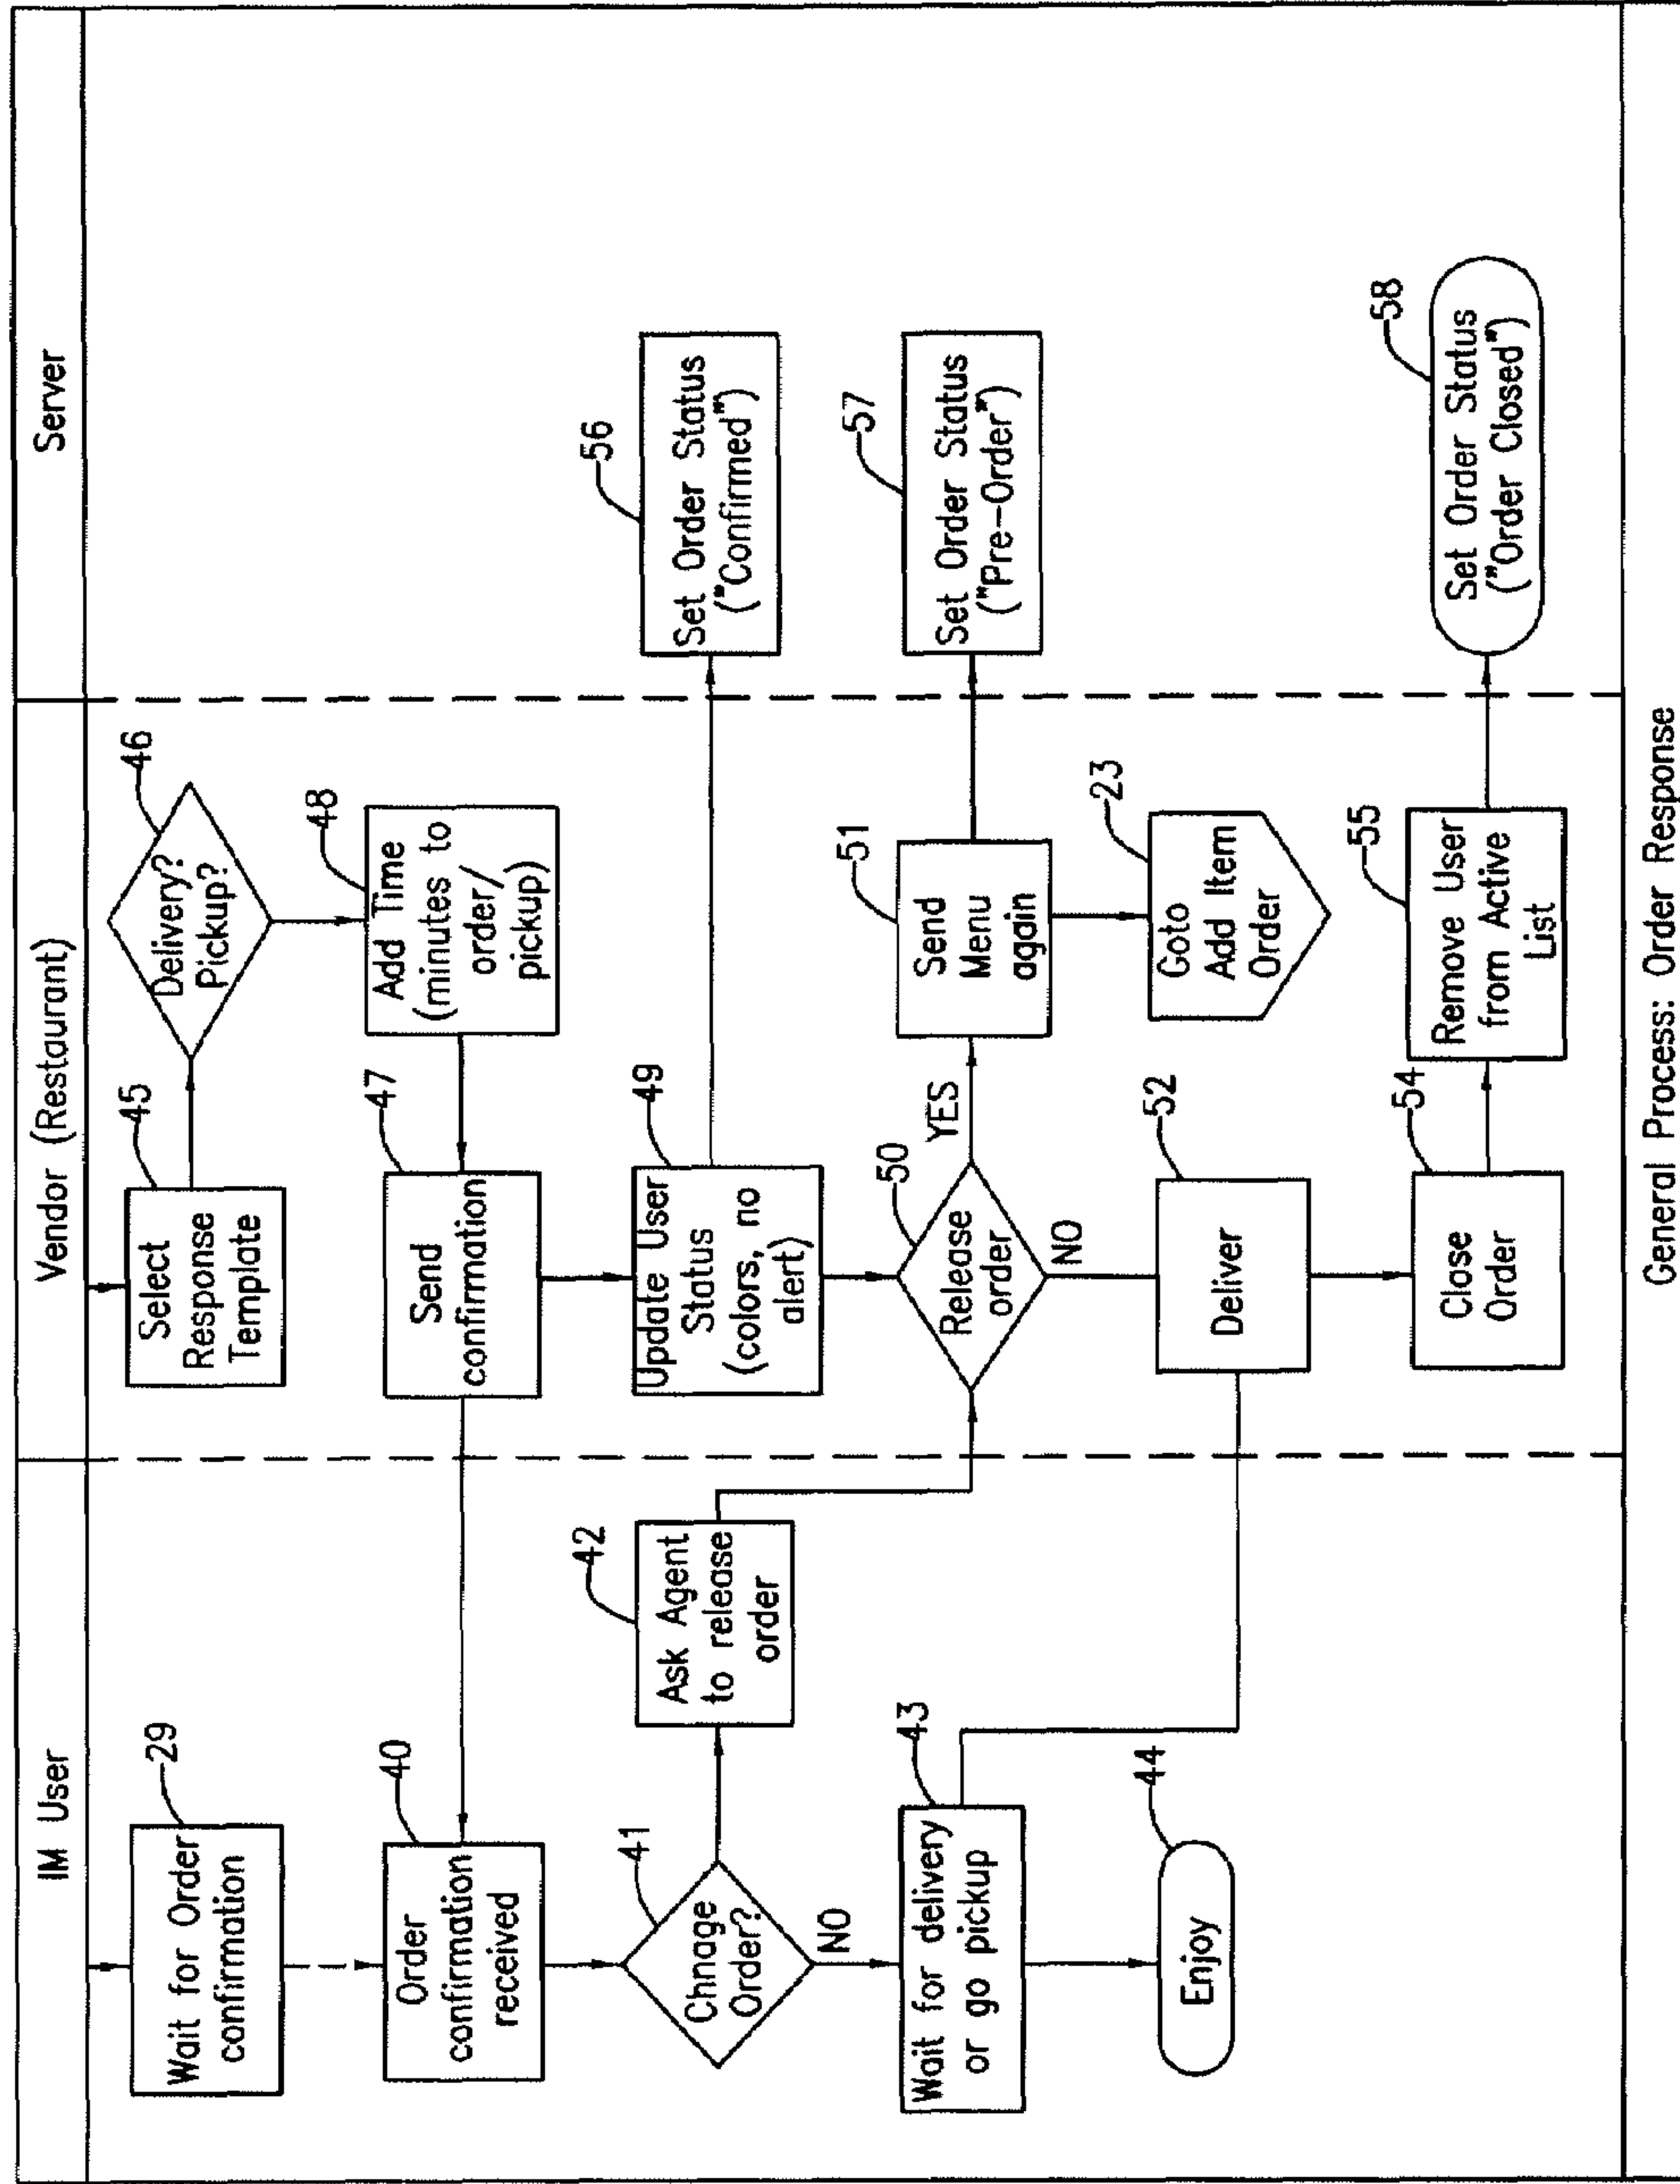 IM User
Vendor (Restaurant)
Server
Wait for Order
confirmation
29
Order
confirmation
received
40
Chnage
Order?
41
NO
Ask Agent
to release
order
42
Wait for delivery
or go pickup
43
Enjoy
44
Select
Response
Template
45
Delivery?
Pickup?
46
Add Time
(minutes to
order/
pickup)
48
Send
confirmation
47
Update User
Status
(colors, no
alert)
49
Release
order
50
YES
NO
Send
Menu
again
51
Goto
Add Item
Order
23
Deliver
52
Close
Order
54
Remove User
from Active
List
55
Set Order Status
("Confirmed")
56
Set Order Status
("Pre-Order")
57
Set Order Status
("Order Closed")
58
General Process: Order Response